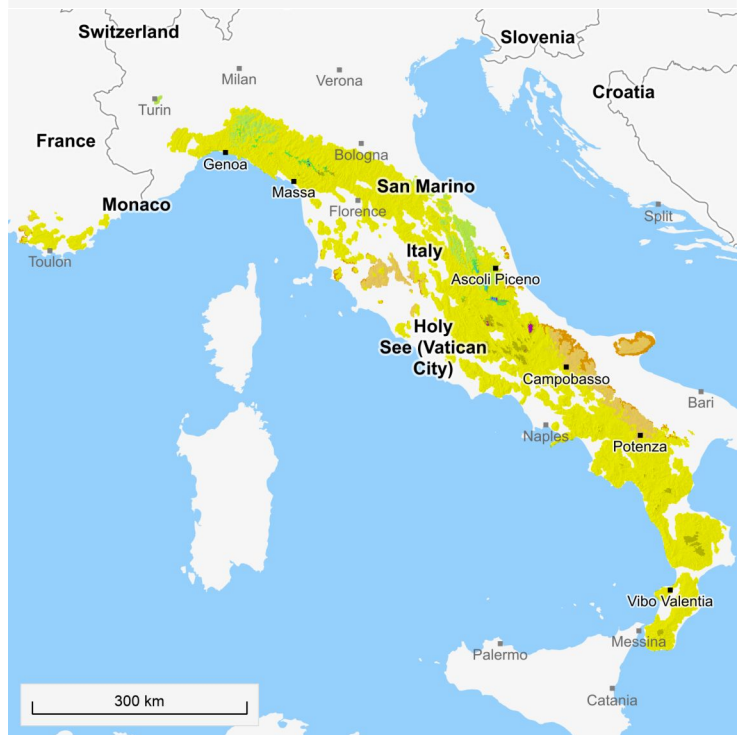 Switzerland
Slovenia
Milan
Verona
Croatia
Turin
France
Genoa
Bologna
Massa
San Marino
Monaco
Florence
Split
Toulon
Italy
Ascoli Piceno
Holy
See (Vatican
City)
Campobasso
Bari
Naples
Potenza
Vibo Valentia
Messina
Palermo
Catania
300 km